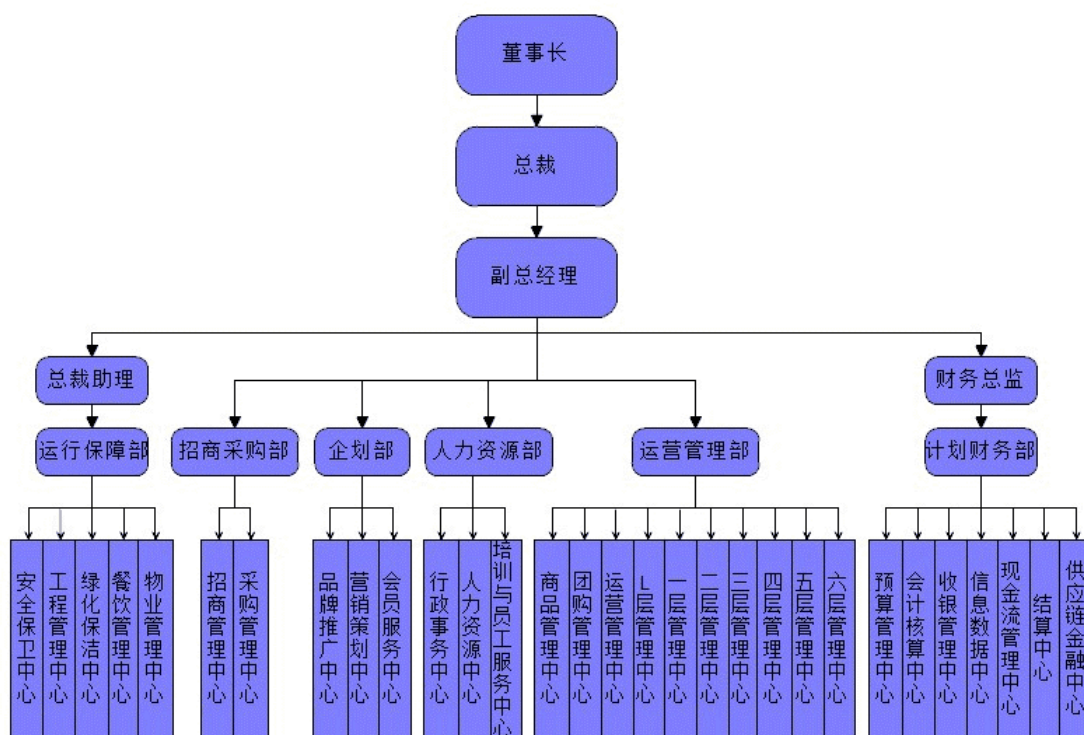 董事长
总裁
副总经理
总裁助理
财务总监
运行保障部
招商采购部
企划部
人力资源部
运营管理部
计划财务部
安全保卫中心
工程管理中心
绿化保洁中心
餐饮管理中心
物业管理中心
招商管理中心
采购管理中心
品牌推广中心
营销策划中心
会员服务中心
行政事务中心
人力资源中心
培训与员工服务中心
商品管理中心
团购管理中心
运营管理中心
L层管理中心
一层管理中心
二层管理中心
三层管理中心
四层管理中心
五层管理中心
六层管理中心
预算管理中心
会计核算中心
收银管理中心
信息数据中心
现金流管理中心
结算中心
供应链金融中心